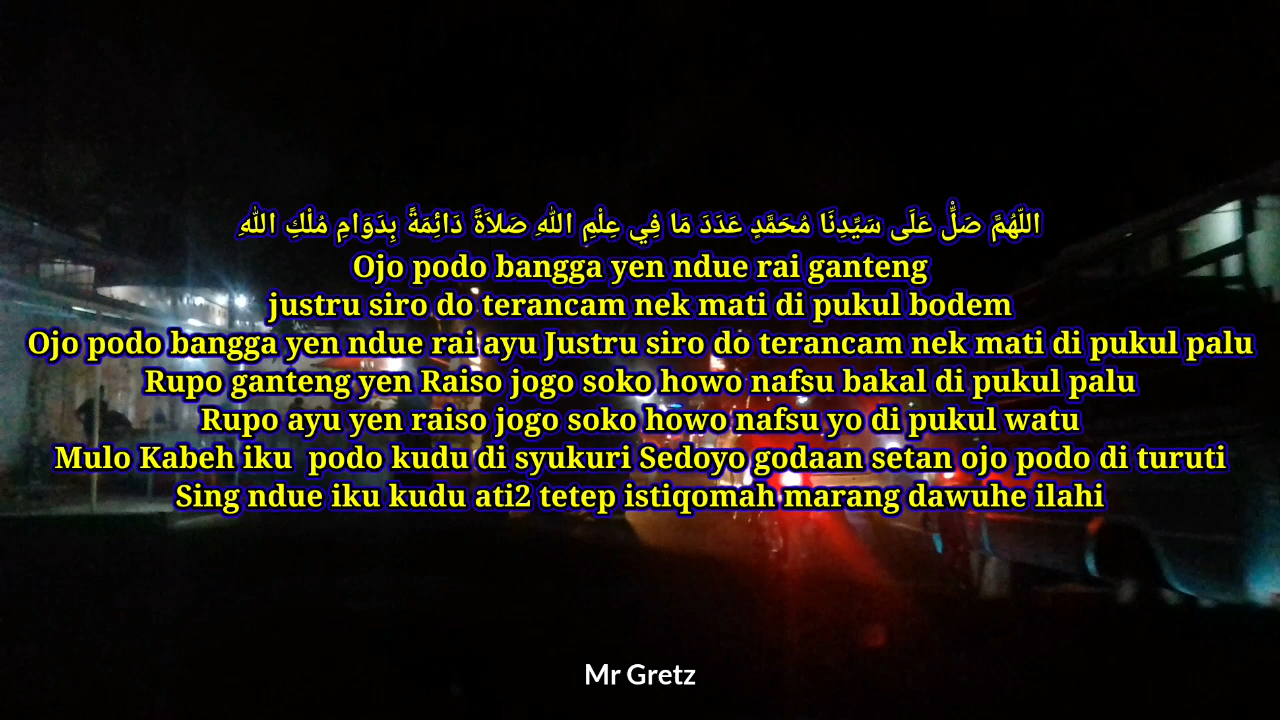 اللّهُمَّ صَلِّ عَلَى سَيِّدِنَا مُحَمَّدٍ عَدَدَ مَا فِي عِلْمِ اللهِ صَلاَةً دَائِمَةً بِدَوَامِ مُلْكِ اللهِ
Ojo podo bangga yen ndue rai ganteng
justru siro do terancam nek mati di pukul bodem
Ojo podo bangga yen ndue rai ayu Justru siro do terancam nek mati di pukul palu
Rupo ganteng yen Raiso jogo soko howo nafsu bakal di pukul palu
Rupo ayu yen raiso jogo soko howo nafsu yo di pukul watu
Mulo Kabeh iku  podo kudu di syukuri Sedoyo godaan setan ojo podo di turuti
Sing ndue iku kudu ati2 tetep istiqomah marang dawuhe ilahi
Mr Gretz